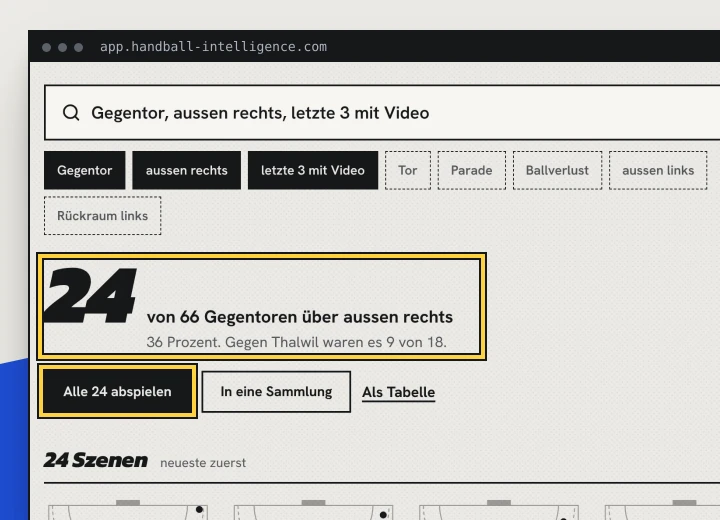 app.handball-intelligence.com
Gegentor, aussen rechts, letzte 3 mit Video
Gegentor aussen rechts letzte 3 mit Video Tor Parade Ballverlust aussen links
Rückraum links
24 von 66 Gegentoren über aussen rechts
36 Prozent. Gegen Thalwil waren es 9 von 18.
Alle 24 abspielen In eine Sammlung Als Tabelle
24 Szenen neueste zuerst